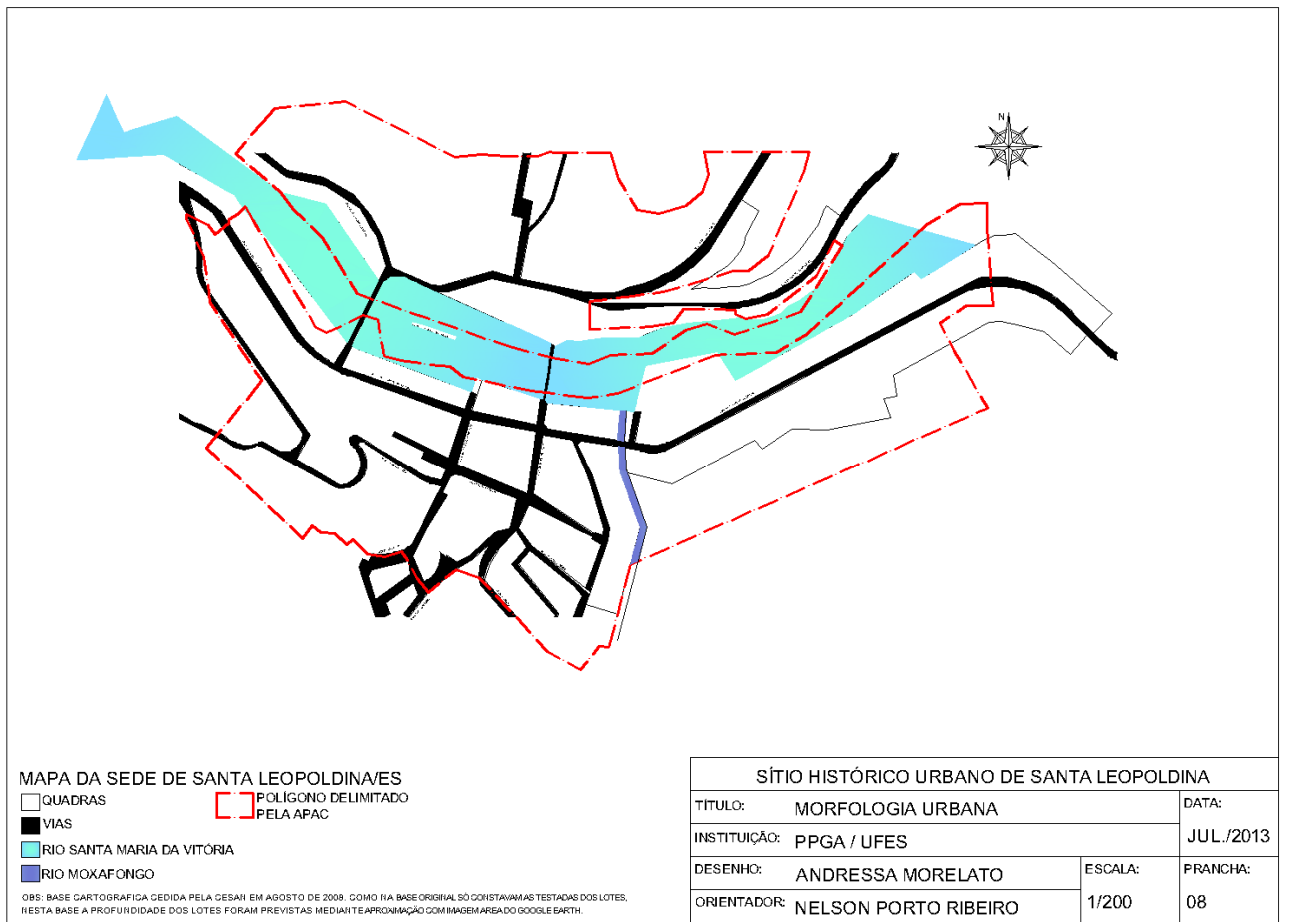 N
MAPA DA SEDE DE SANTA LEOPOLDINA/ES
QUADRAS
POLÍGONO DELIMITADO
PELA APAC
VIAS
RIO SANTA MARIA DA VITÓRIA
RIO MOXAFONGO
OBS: BASE CARTOGRAFICA CEDIDA PELA CESAN EM AGOSTO DE 2008. COMO NA BASE ORIGINAL SÓ CONSTAVAM AS TESTADAS DOS LOTES,
NESTA BASE A PROFUNDIDADE DOS LOTES FORAM PREVISTAS MEDIANTE APROXIMAÇÃO COM IMAGEM AREA DO GOOGLE EARTH.
SÍTIO HISTÓRICO URBANO DE SANTA LEOPOLDINA
TÍTULO: MORFOLOGIA URBANA
DATA:
JUL./2013
INSTITUIÇÃO: PPGA / UFES
DESENHO: ANDRESSA MORELATO
ESCALA:
1/200
PRANCHA:
08
ORIENTADOR: NELSON PORTO RIBEIRO